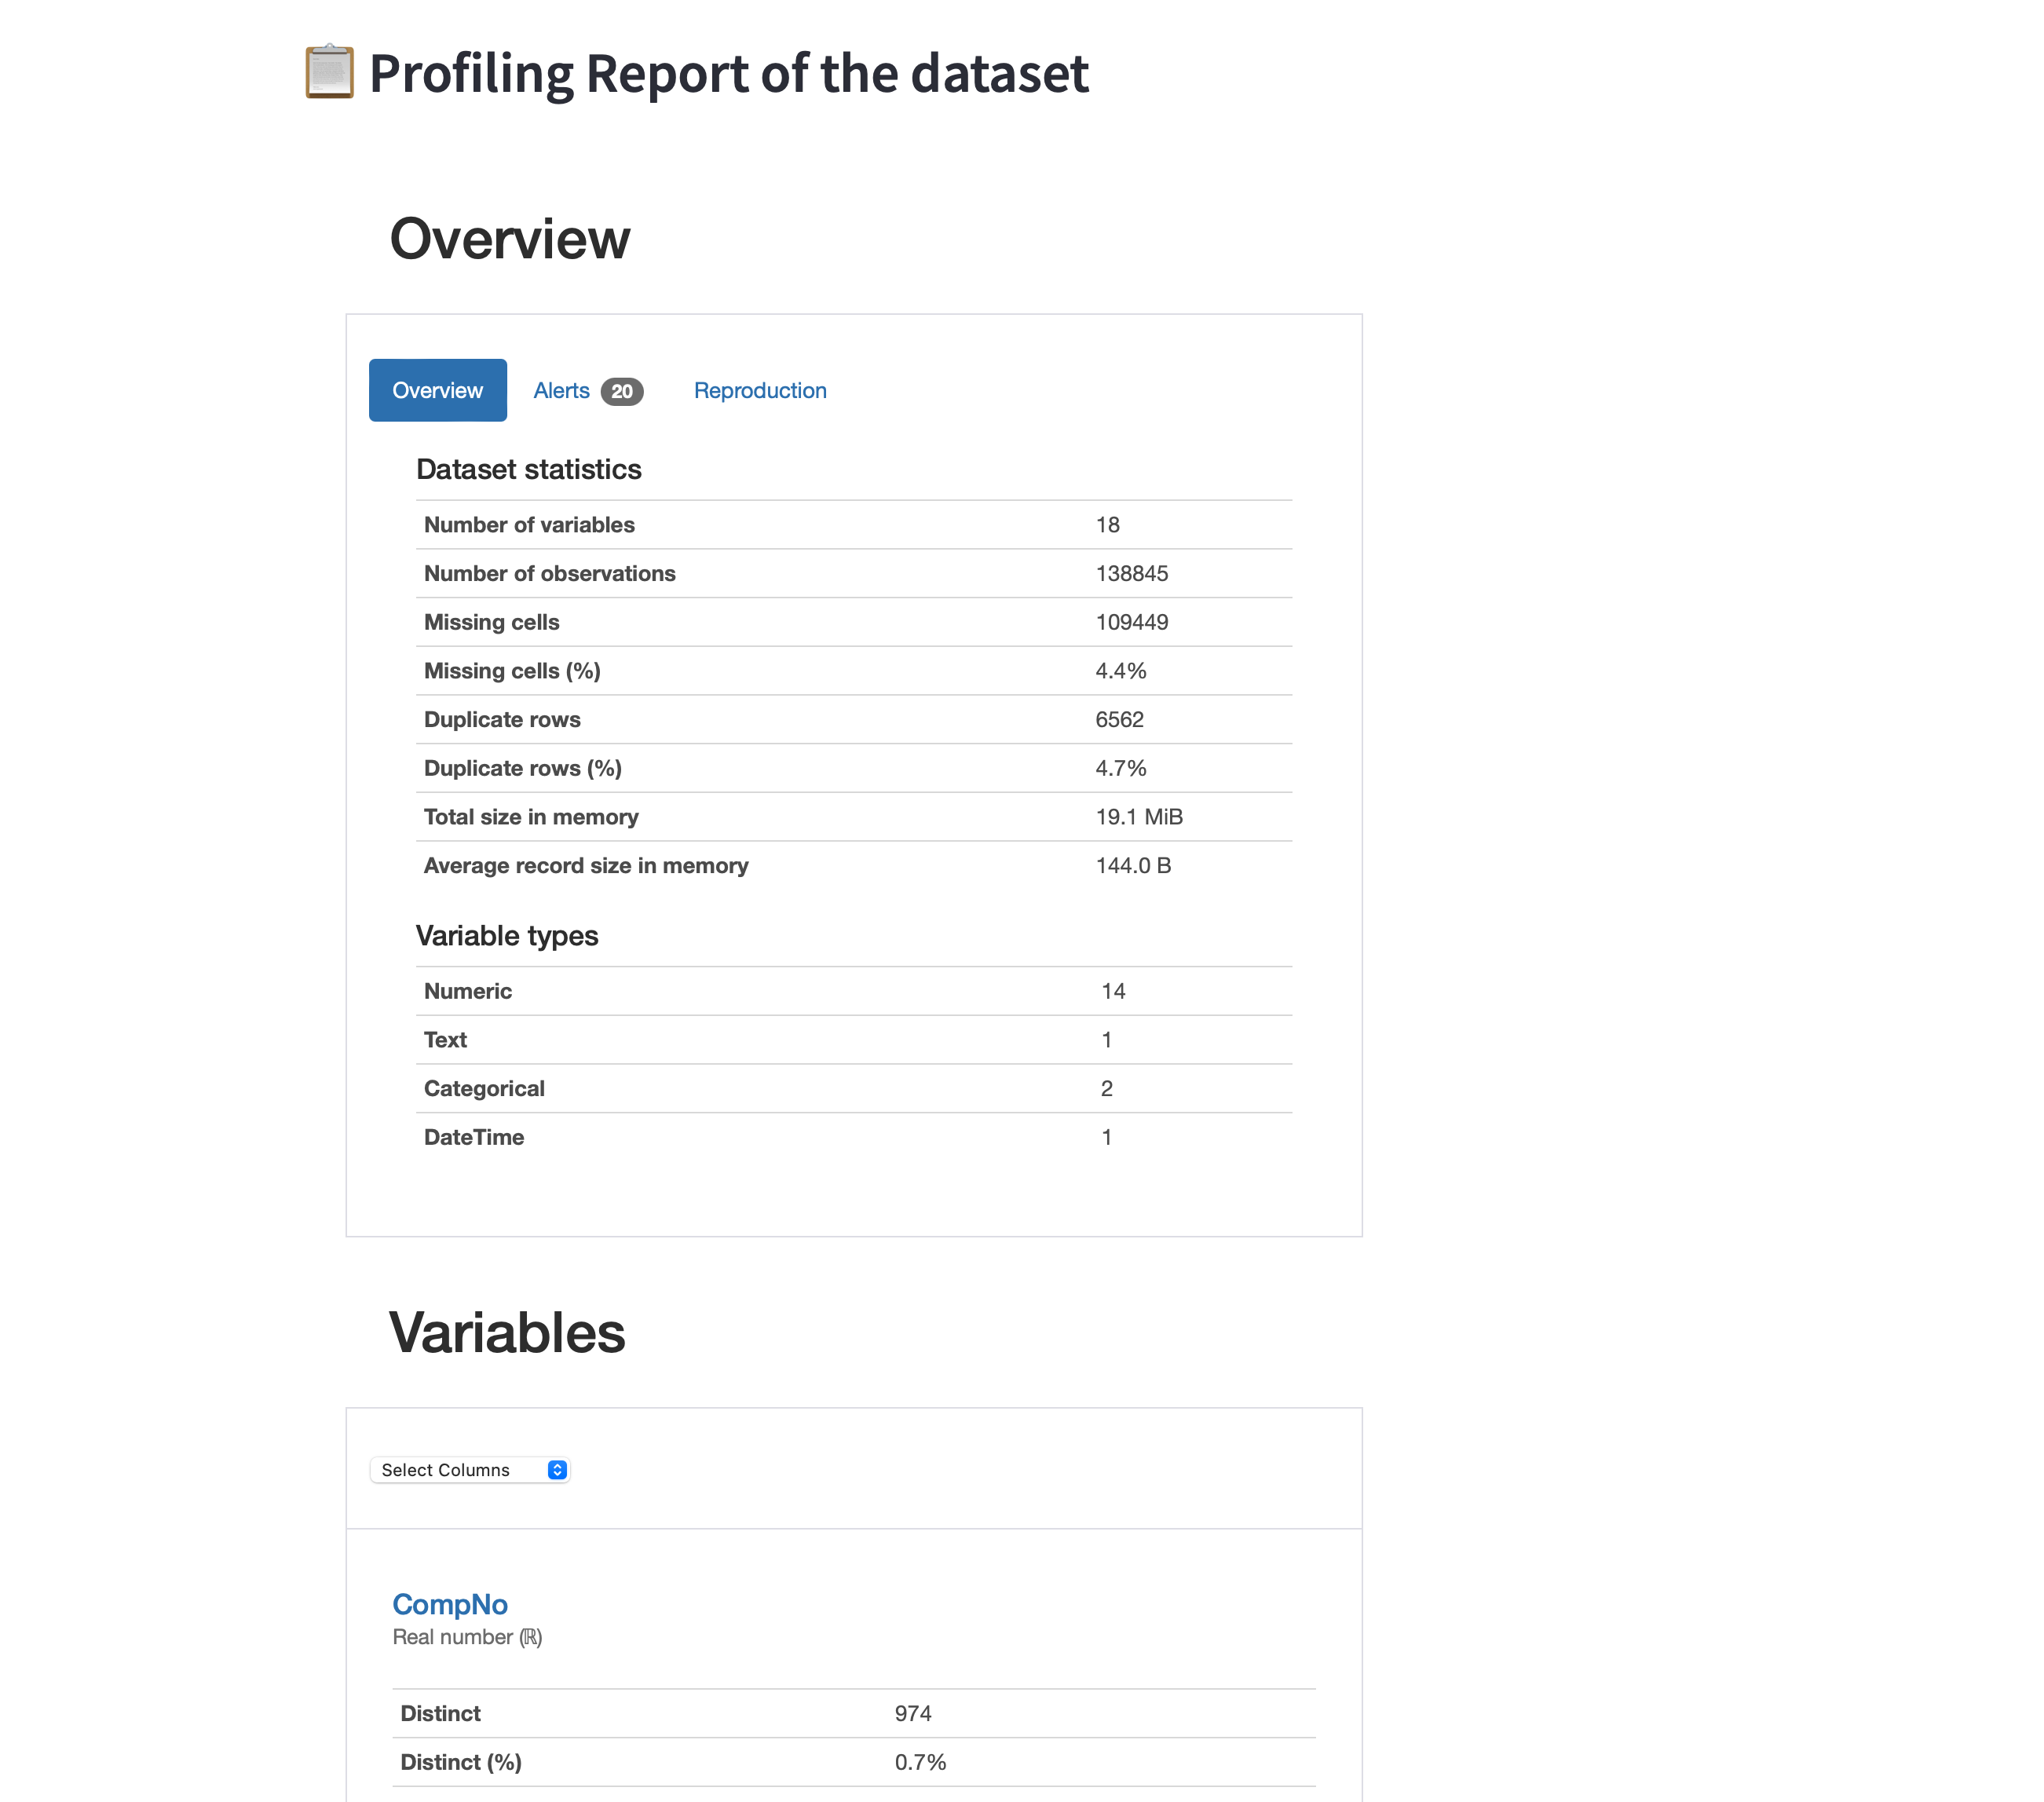 Profiling Report of the dataset
Overview
Overview Alerts 20 Reproduction
Dataset statistics
Number of variables 18
Number of observations 138845
Missing cells 109449
Missing cells (%) 4.4%
Duplicate rows 6562
Duplicate rows (%) 4.7%
Total size in memory 19.1 MiB
Average record size in memory 144.0 B
Variable types
Numeric 14
Text 1
Categorical 2
DateTime 1
Variables
Select Columns
CompNo
Real number (ℝ)
Distinct 974
Distinct (%) 0.7%